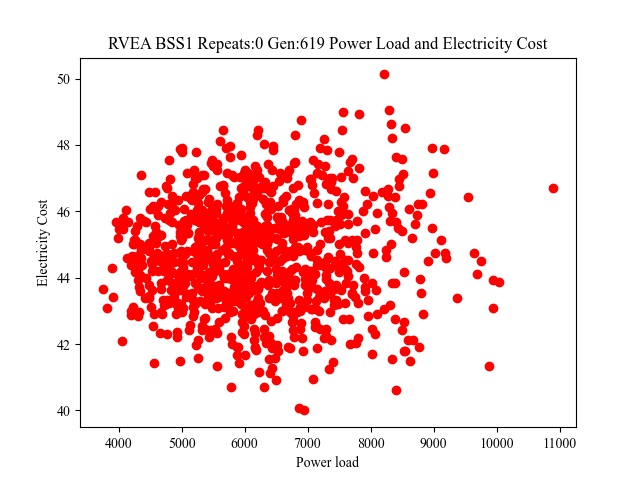 RVEA BSS1 Repeats:0 Gen:619 Power Load and Electricity Cost
50
48
46
44
42
40
Electricity Cost
4000 5000 6000 7000 8000 9000 10000 11000
Power load